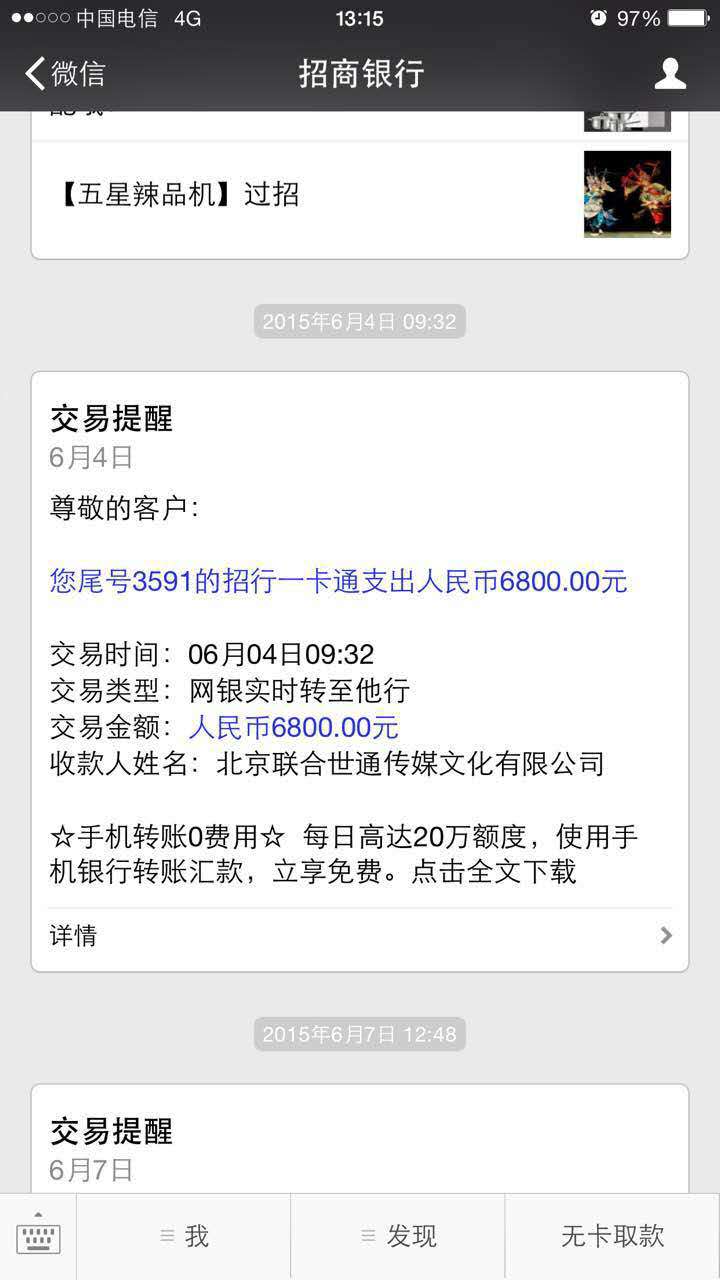 中国电信 4G 13:15 97%
微信 招商银行
【五星辣品机】过招
2015年6月4日 09:32
交易提醒
6月4日
尊敬的客户：
您尾号3591的招行一卡通支出人民币6800.00元
交易时间：06月04日09:32
交易类型：网银实时转至他行
交易金额：人民币6800.00元
收款人姓名：北京联合世通传媒文化有限公司
☆手机转账0费用☆ 每日高达20万额度，使用手
机银行转账汇款，立享免费。点击全文下载
详情
2015年6月7日 12:48
交易提醒
6月7日
我 发现 无卡取款